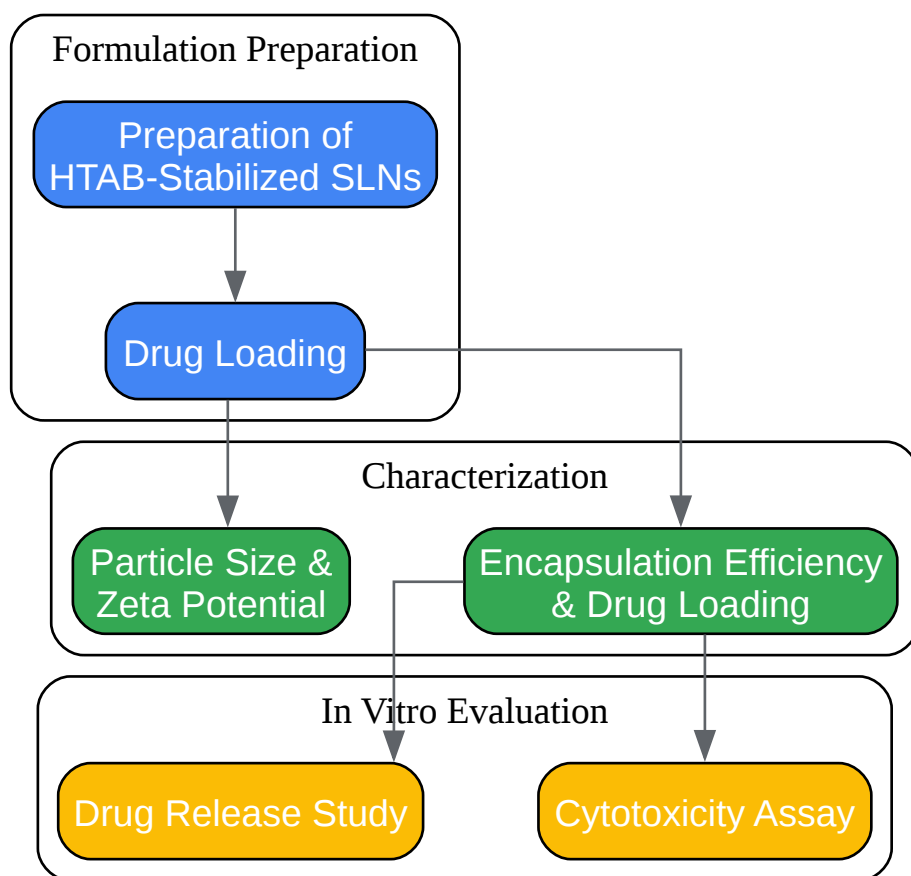 Formulation Preparation
Preparation of
HTAB-Stabilized SLNs
Drug Loading
Characterization
Particle Size &
Zeta Potential
Encapsulation Efficiency
& Drug Loading
In Vitro Evaluation
Drug Release Study
Cytotoxicity Assay